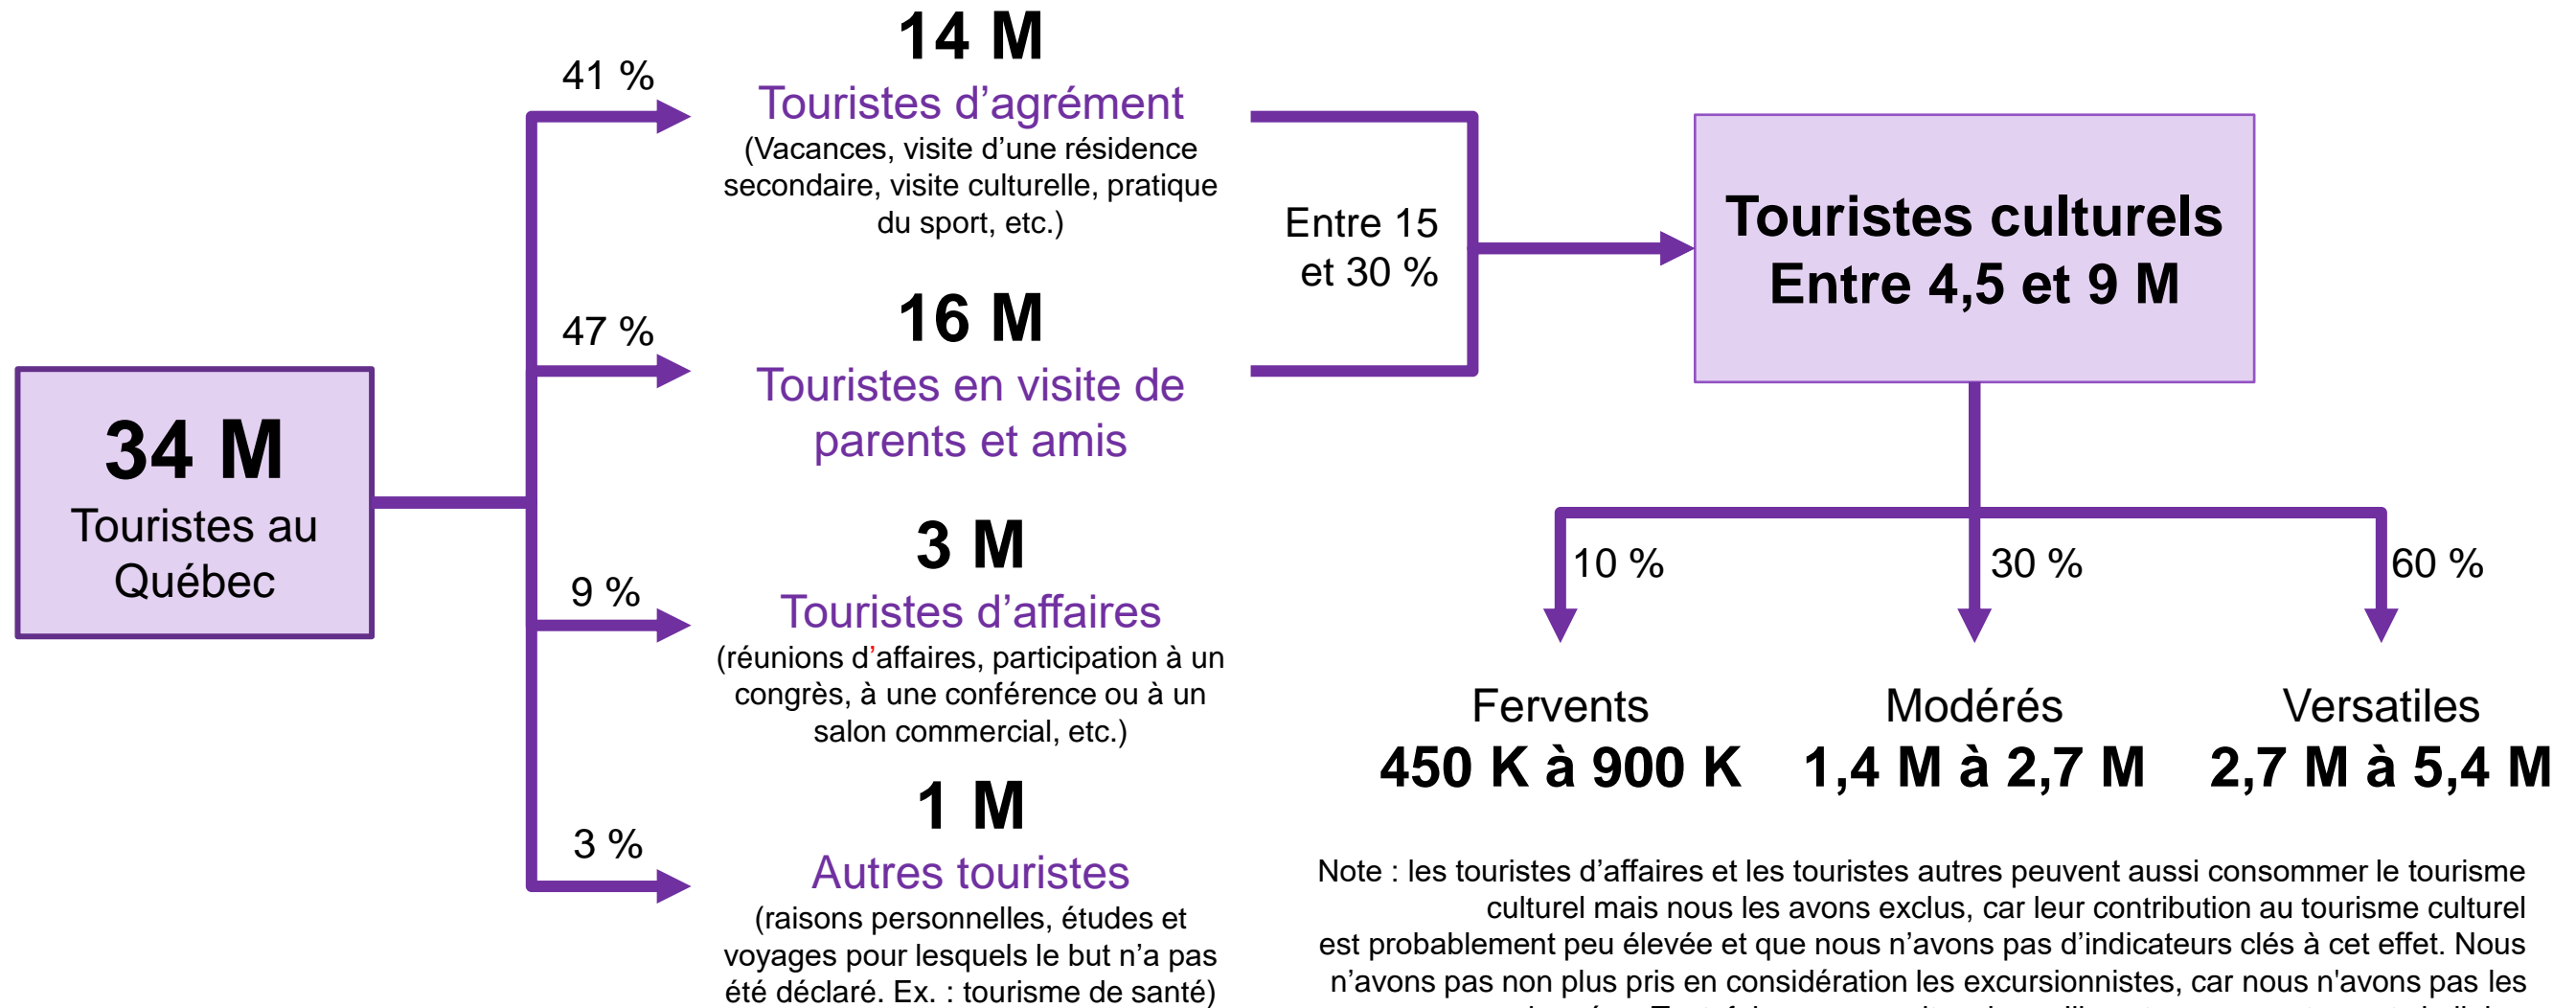 34 M
Touristes au
Québec
41 %
14 M
Touristes d’agrément
(Vacances, visite d’une résidence
secondaire, visite culturelle, pratique
du sport, etc.)
47 %
16 M
Touristes en visite de
parents et amis
9 %
3 M
Touristes d’affaires
(réunions d’affaires, participation à un
congrès, à une conférence ou à un
salon commercial, etc.)
3 %
1 M
Autres touristes
(raisons personnelles, études et
voyages pour lesquels le but n’a pas
été déclaré. Ex. : tourisme de santé)
Entre 15
et 30 %
Touristes culturels
Entre 4,5 et 9 M
10 %
30 %
60 %
Fervents
450 K à 900 K
Modérés
1,4 M à 2,7 M
Versatiles
2,7 M à 5,4 M
Note : les touristes d’affaires et les touristes autres peuvent aussi consommer le tourisme
culturel mais nous les avons exclus, car leur contribution au tourisme culturel
est probablement peu élevée et que nous n’avons pas d’indicateurs clés à cet effet. Nous
n’avons pas non plus pris en considération les excursionnistes, car nous n'avons pas les